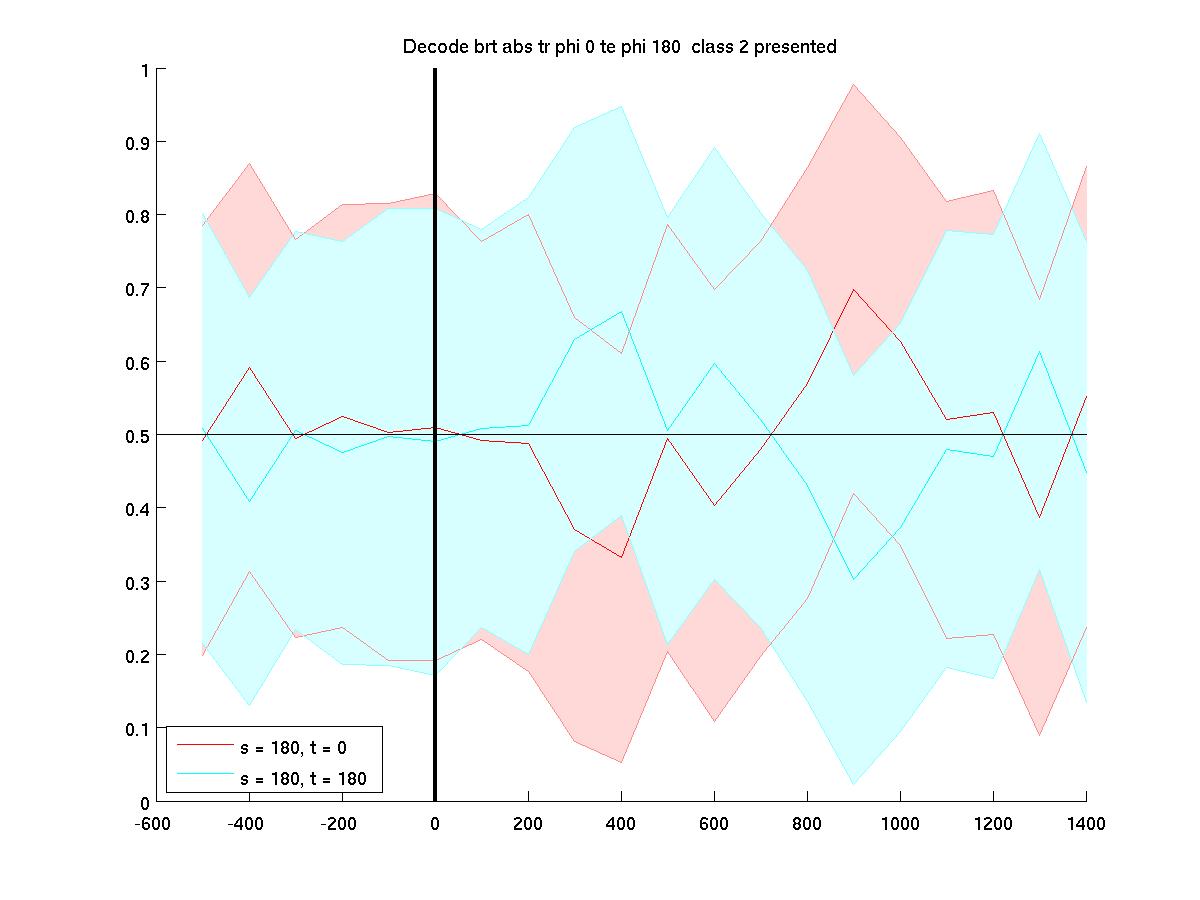 Decode brt abs tr phi 0 te phi 180 class 2 presented
1
0.9
0.8
0.7
0.6
0.5
0.4
0.3
0.2
0.1
0
s = 180, t = 0
s = 180, t = 180
-600 -400 -200 0 200 400 600 800 1000 1200 1400